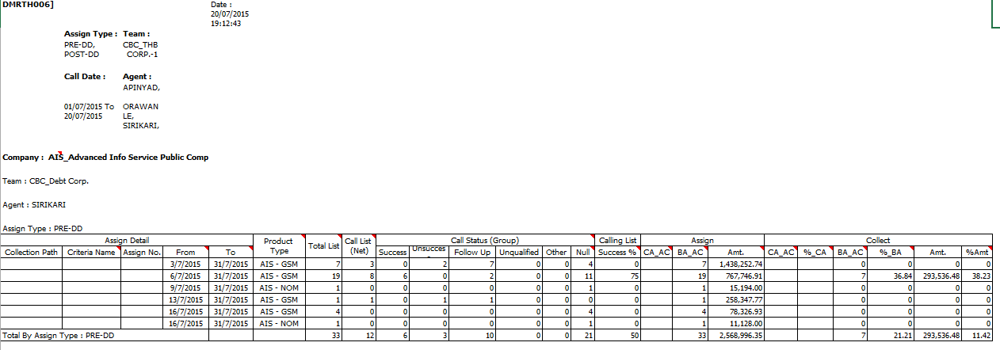 DMRTH006]
Date :
20/07/2015
19:12:43
Assign Type : Team :
PRE-DD, CBC_THB
POST-DD CORP.-1
Call Date : Agent :
APINYAD,
01/07/2015 To ORAWAN
20/07/2015 LE,
SIRIKARI,
Company : AIS_Advanced Info Service Public Comp
Team : CBC_Debt Corp.
Agent : SIRIKARI
Assign Type : PRE-DD
Assign Detail Product Type Total List Call List (Net) Call Status (Group) Calling List Assign Collect
Collection Path Criteria Name Assign No. From To Success Unsucces Follow Up Unqualified Other Null Success % CA_AC BA_AC Amt. CA_AC %_CA BA_AC %_BA Amt. %Amt
3/7/2015 31/7/2015 AIS - GSM 7 3 0 2 7 0 0 4 0 7 1,438,252.74 0 0 0 0
6/7/2015 31/7/2015 AIS - GSM 19 8 6 0 2 0 0 11 75 19 767,746.91 7 36.84 293,536.48 38.23
9/7/2015 31/7/2015 AIS - NOM 1 0 0 0 0 0 0 1 0 1 15,194.00 0 0 0 0
13/7/2015 31/7/2015 AIS - GSM 1 1 0 1 1 0 0 0 0 1 258,347.77 0 0 0 0
16/7/2015 31/7/2015 AIS - GSM 4 0 0 0 0 0 0 4 0 4 78,326.93 0 0 0 0
16/7/2015 31/7/2015 AIS - NOM 1 0 0 0 0 0 0 1 0 1 11,128.00 0 0 0 0
Total By Assign Type : PRE-DD 33 12 6 3 10 0 0 21 50 33 2,568,996.35 7 21.21 293,536.48 11.42